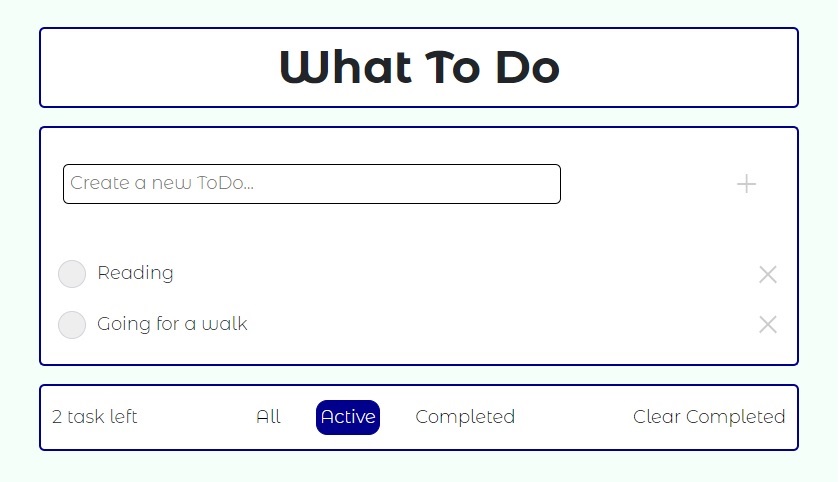 What To Do
Create a new ToDo...
Reading
Going for a walk
2 task left All Active Completed Clear Completed